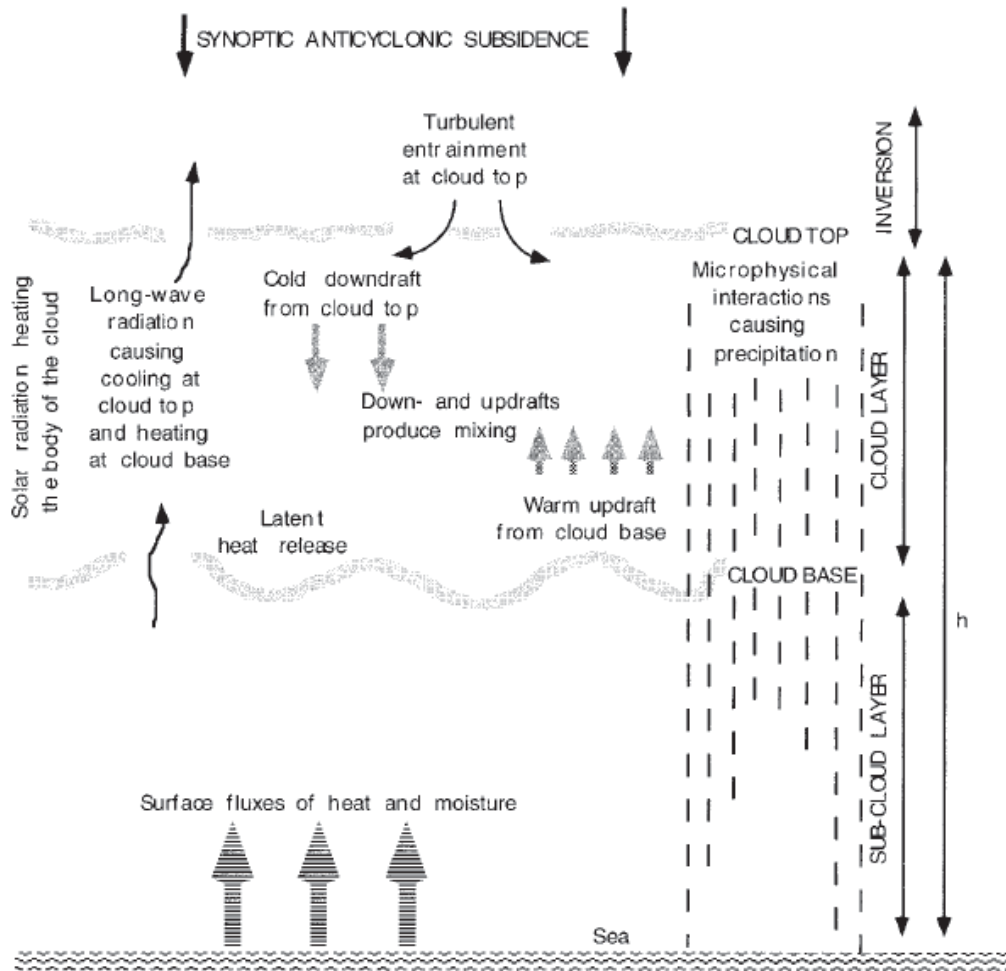 SYNOPTIC ANTICYCLONIC SUBSIDENCE
Turbulent
entrainment
at cloud top
INVERSION
CLOUD TOP
Solar radiation heating
the body of the cloud
Long-wave
radiation
causing
cooling at
cloud top
and heating
at cloud base
Cold downdraft
from cloud top
Microphysical
interactions
causing
precipitation
Down- and updrafts
produce mixing
CLOUD LAYER
Warm updraft
from cloud base
Latent
heat release
CLOUD BASE
h
SUB-CLOUD LAYER
Surface fluxes of heat and moisture
Sea